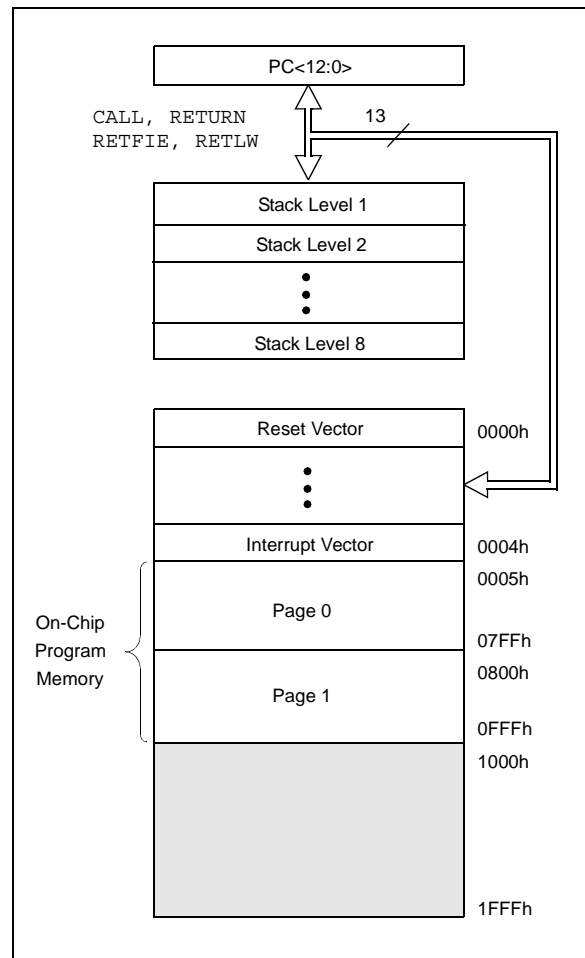 PC<12:0>
CALL, RETURN
RETFIE, RETLW
13
Stack Level 1
Stack Level 2
Stack Level 8
Reset Vector
0000h
Interrupt Vector
0004h
0005h
On-Chip
Program
Memory
Page 0
07FFh
0800h
Page 1
0FFFh
1000h
1FFFh